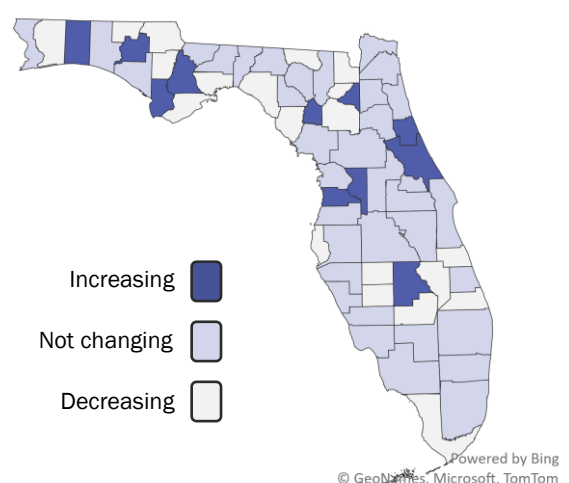 Increasing
Not changing
Decreasing
Powered by Bing
© GeoNames, Microsoft, TomTom